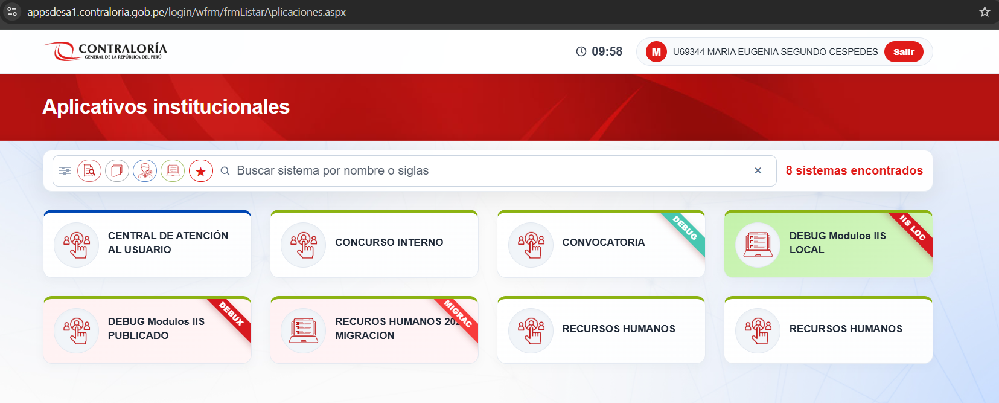 appsdesa1.contraloria.gob.pe/login/wfrm/frmListarAplicaciones.aspx
CONTRALORÍA
GENERAL DE LA REPÚBLICA DEL PERÚ
09:58
M
U69344 MARIA EUGENIA SEGUNDO CESPEDES
Salir
Aplicativos institucionales
Buscar sistema por nombre o siglas
8 sistemas encontrados
CENTRAL DE ATENCIÓN
AL USUARIO
CONCURSO INTERNO
CONVOCATORIA
DEBUG
DEBUG Modulos IIS
LOCAL
IIS LOC
DEBUG Modulos IIS
PUBLICADO
DEBUX
RECUROS HUMANOS
MIGRACION
MIGRAC
RECURSOS HUMANOS
RECURSOS HUMANOS